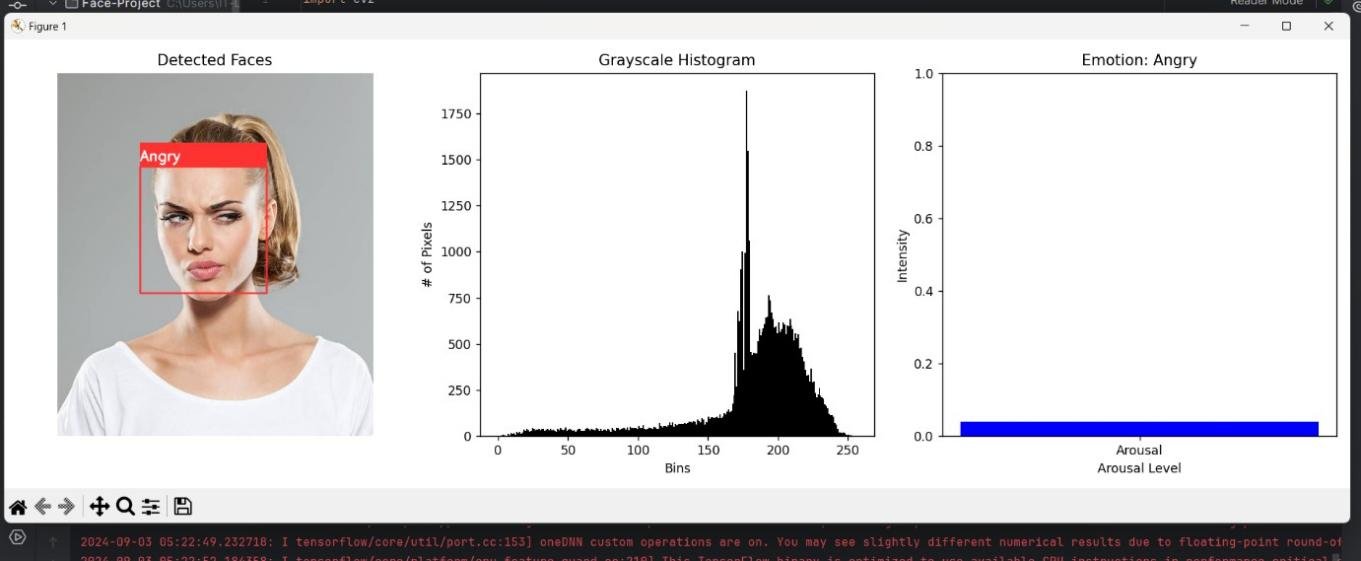 Face-Project C:\Users\IT-L
import cv2
Reader Mode
Figure 1
Detected Faces
Angry
Grayscale Histogram
# of Pixels
1750
1500
1250
1000
750
500
250
0
0 50 100 150 200 250
Bins
Emotion: Angry
Intensity
1.0
0.8
0.6
0.4
0.2
0.0
Arousal
Arousal Level
2024-09-03 05:22:49.232718: I tensorflow/core/util/port.cc:153] oneDNN custom operations are on. You may see slightly different numerical results due to floating-point round-of